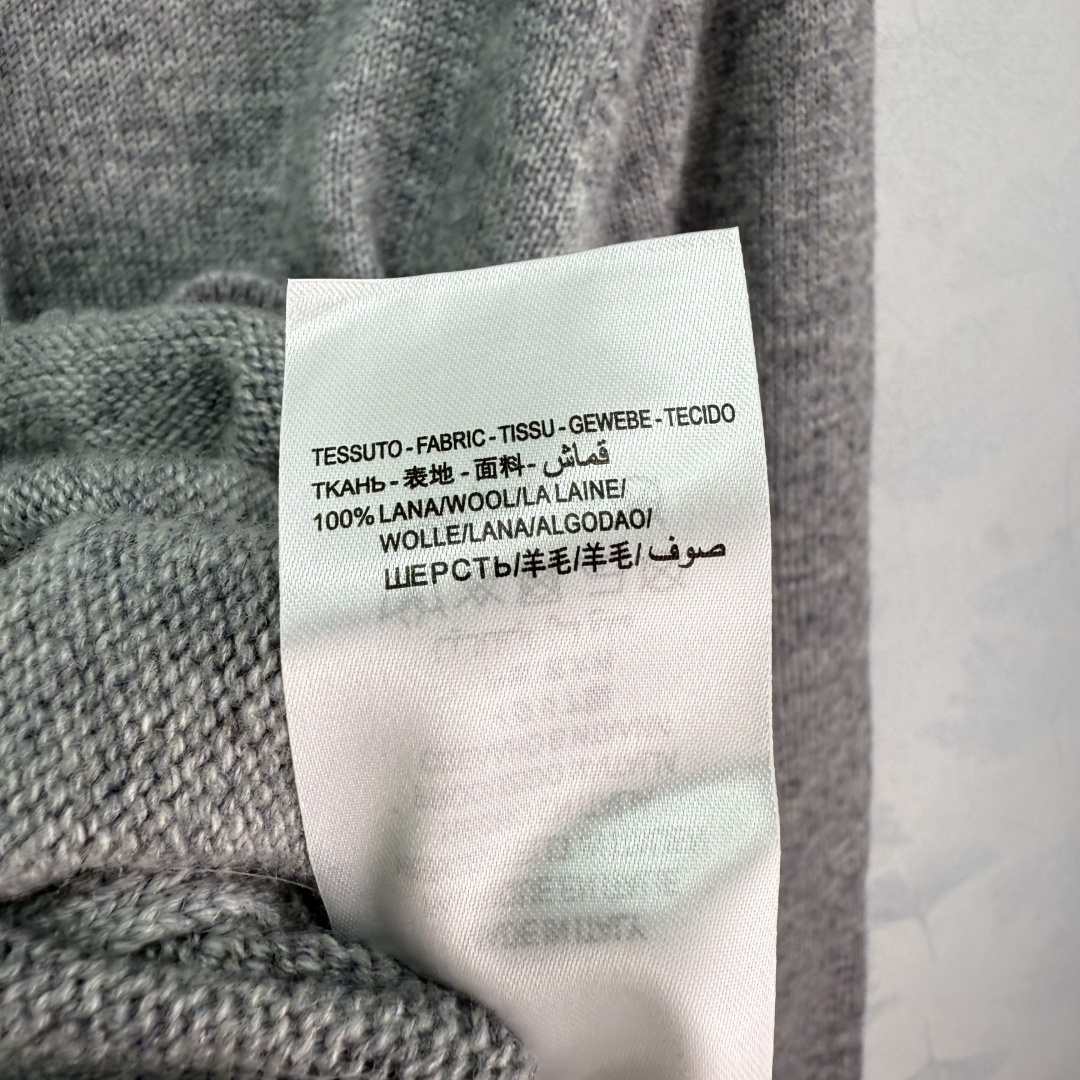 TESSUTO - FABRIC - TISSU - GEWEBE - TECIDO
ТКАНЬ - 表地 - 面料 - قماش
100% LANA/WOOL/LA LAINE/
WOLLE/LANA/ALGODAO/
ШЕРСТЬ/羊毛/羊毛/ صوف